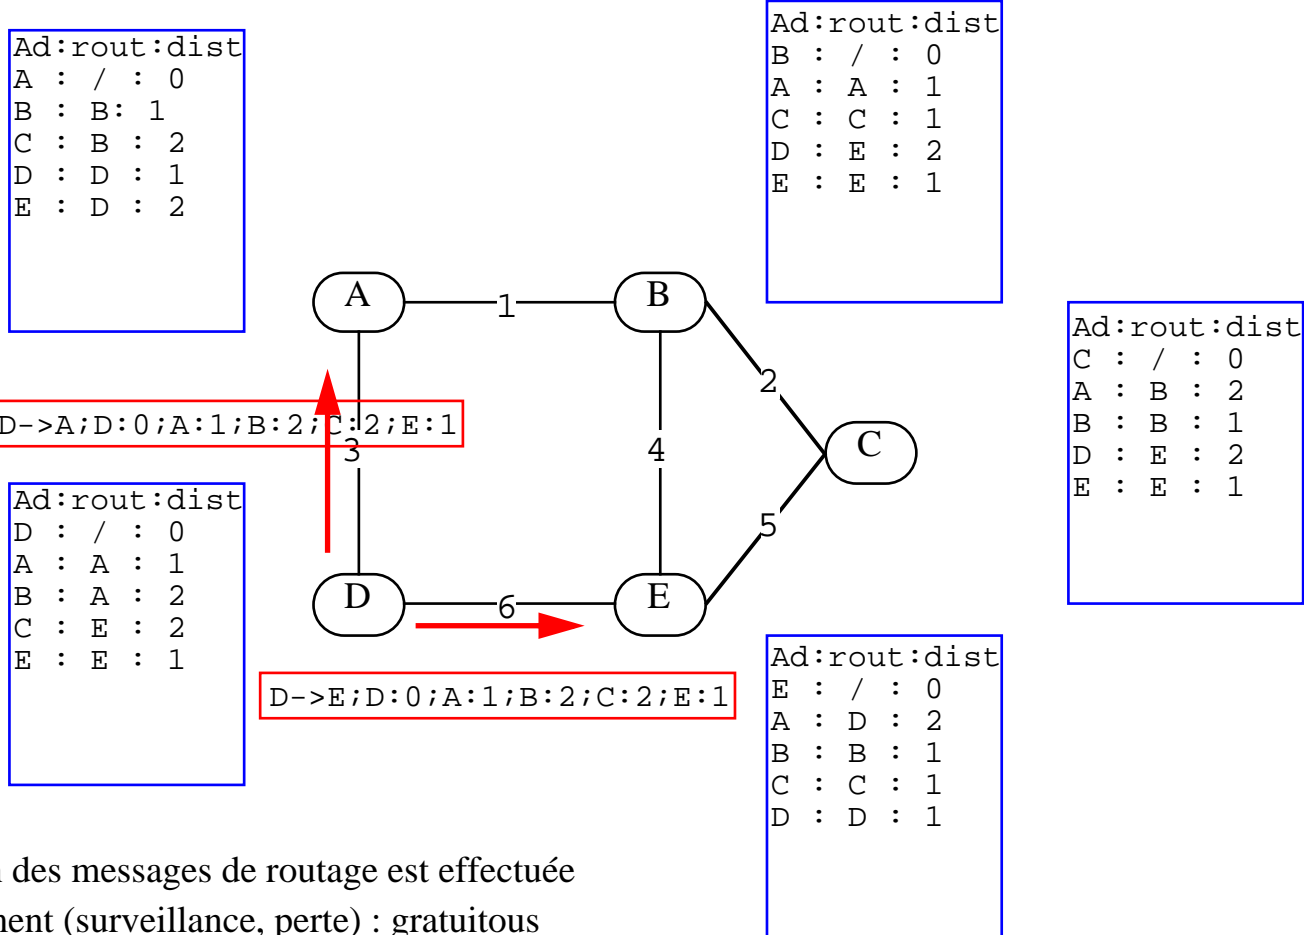 Ad:rout:dist
A : / : 0
B : B: 1
C : B : 2
D : D : 1
E : D : 2
Ad:rout:dist
B : / : 0
A : A : 1
C : C : 1
D : E : 2
E : E : 1
A
1
B
2
Ad:rout:dist
C : / : 0
A : B : 2
B : B : 1
D : E : 2
E : E : 1
D->A;D:0;A:1;B:2;C:2;E:1
3
4
C
5
Ad:rout:dist
D : / : 0
A : A : 1
B : A : 2
C : E : 2
E : E : 1
D
6
E
D->E;D:0;A:1;B:2;C:2;E:1
Ad:rout:dist
E : / : 0
A : D : 2
B : B : 1
C : C : 1
D : D : 1
des messages de routage est effectuée
(surveillance, perte) : gratuitous